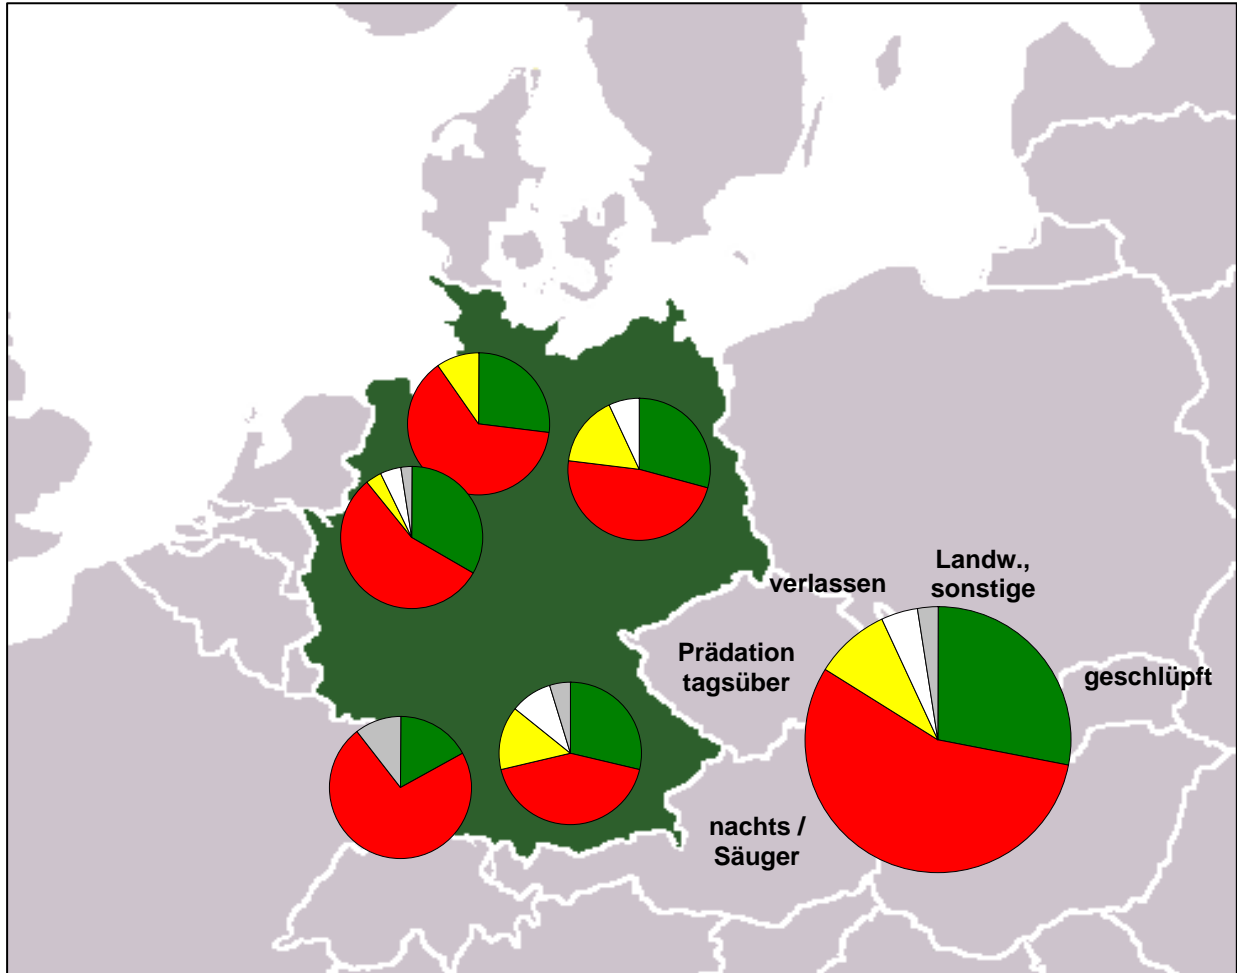 Landw.,
sonstige
verlassen
Prädation
tagsüber
geschlüpft
nachts /
Säuger